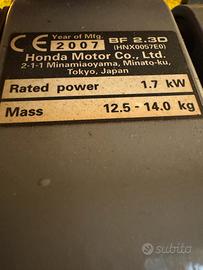 CE Year of Mfg. BF 2.3D
2007 (HNX0057E0)
Honda Motor Co., Ltd.
2-1-1 Minamiaoyama, Minato-ku,
Tokyo, Japan
Rated power 1.7 kW
Mass 12.5 - 14.0 kg
subito